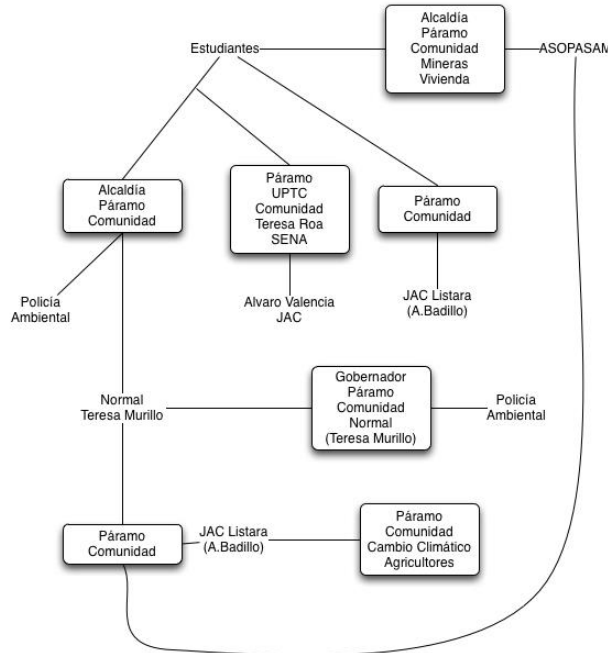 Alcaldía
Páramo
Comunidad
Mineras
Vivienda
Estudiantes
ASOPASAM
Alcaldía
Páramo
Comunidad
Páramo
UPTC
Comunidad
Teresa Roa
SENA
Páramo
Comunidad
Policía
Ambiental
Alvaro Valencia
JAC
JAC Listara
(A.Badillo)
Normal
Teresa Murillo
Gobernador
Páramo
Comunidad
Normal
(Teresa Murillo)
Policía
Ambiental
Páramo
Comunidad
JAC Listara
(A.Badillo)
Páramo
Comunidad
Cambio Climático
Agricultores